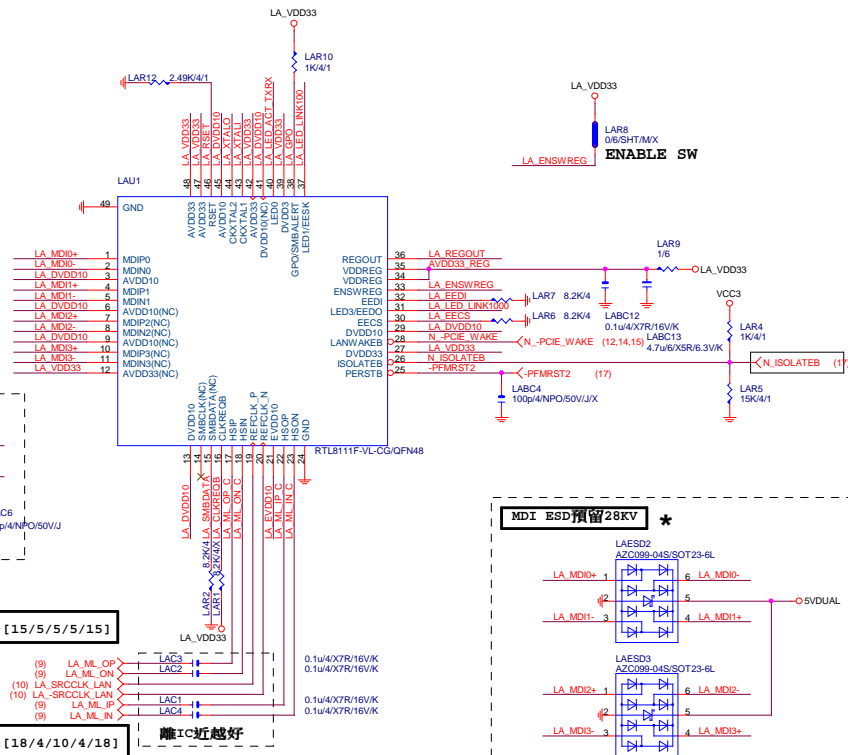 LA_VDD33
LAR10
1K/4/1
LAR12 2.49K/4/1
LA_VDD33
LA_VDD33
LA_RSET
LA_DVDD10
LA_XTALO
LA_XTALI
LA_VDD33
LA_DVDD10
LA_LED_ACT_TXRX
LA_VDD33
LA_GPO
LA_LED_LINK100
48
47
46
45
44
43
42
41
40
39
38
37
AVDD33
AVDD33
RSET
AVDD10
CKXTAL2
CKXTAL1
AVDD33
DVDD10(NC)
LED0
DVDD33
GPO/SMBALERT
LED1/EESK
LA_VDD33
LAR8
0/6/SHT/M/X
ENABLE SW
LA_ENSWREG
LAU1
49 GND
LA_MDI0+ 1 MDIP0
LA_MDI0- 2 MDIN0
LA_DVDD10 3 AVDD10
LA_MDI1+ 4 MDIP1
LA_MDI1- 5 MDIN1
LA_DVDD10 6 AVDD10(NC)
LA_MDI2+ 7 MDIP2(NC)
LA_MDI2- 8 MDIN2(NC)
LA_DVDD10 9 AVDD10(NC)
LA_MDI3+ 10 MDIP3(NC)
LA_MDI3- 11 MDIN3(NC)
LA_VDD33 12 AVDD33(NC)
REGOUT 36 LA_REGOUT
VDDREG 35 AVDD33_REG
VDDREG 34
ENSWREG 33 LA_ENSWREG
EEDI 32 LA_EEDI
LED3/EEDO 31 LA_LED_LINK1000
EECS 30 LA_EECS
DVDD10 29 LA_DVDD10
LANWAKEB 28 N_-PCIE_WAKE
DVDD33 27 LA_VDD33
ISOLATEB 26 N_ISOLATEB
PERSTB 25 -PFMRST2
LAR9
1/6
LA_VDD33
LAR7 8.2K/4
LAR6 8.2K/4
LABC12
0.1u/4/X7R/16V/K
LABC13
4.7u/6/X5R/6.3V/K
N_-PCIE_WAKE (12,14,15)
VCC3
LAR4
1K/4/1
N_ISOLATEB
LAR5
15K/4/1
-PFMRST2 (17)
LABC4
100p/4/NPO/50V/J/X
DVDD10
SMBCLK(NC)
SMBDATA(NC)
CLKREQB
HSIP
HSIN
REFCLK_P
REFCLK_N
EVDD10
HSOP
HSON
GND
13
14
15
16
17
18
19
20
21
22
23
24
RTL8111F-VL-CG/QFN48
LA_DVDD10
LA_SMBDATA
LA_CLKREQB
LA_ML_OP_C
LA_ML_ON_C
LA_EVDD10
LA_ML_IP_C
LA_ML_IN_C
8.2K/4
8.2K/4/X
LAR2
LAR1
LA_VDD33
/4/NPO/50V/J
[15/5/5/5/15]
(9) LA_ML_OP LAC3 0.1u/4/X7R/16V/K
(9) LA_ML_ON LAC2 0.1u/4/X7R/16V/K
(10) LA_SRCCLK_LAN
(10) LA_-SRCCLK_LAN
(9) LA_ML_IP LAC1 0.1u/4/X7R/16V/K
(9) LA_ML_IN LAC4 0.1u/4/X7R/16V/K
離IC近越好
[18/4/10/4/18]
MDI ESD預留28KV *
LAESD2
AZC099-04S/SOT23-6L
LA_MDI0+ 1 6 LA_MDI0-
2 5 5VDUAL
LA_MDI1- 3 4 LA_MDI1+
LAESD3
AZC099-04S/SOT23-6L
LA_MDI2+ 1 6 LA_MDI2-
2 5
LA_MDI3- 3 4 LA_MDI3+